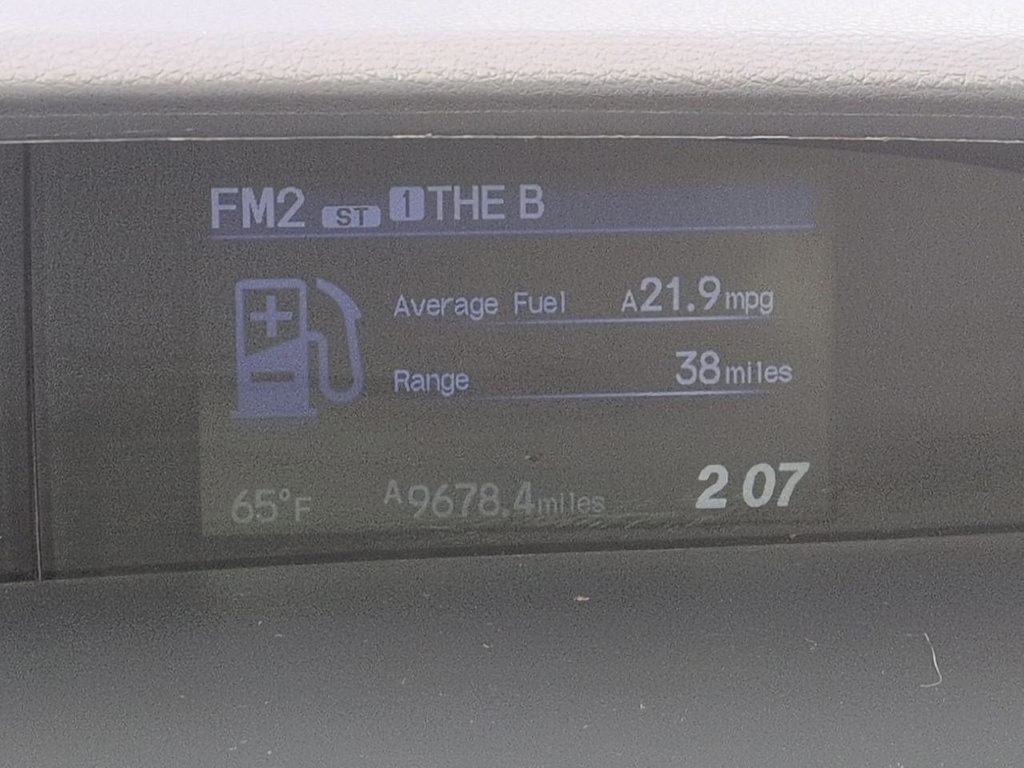 FM2 ST 1 THE B
Average Fuel A21.9mpg
Range 38miles
65°F A9678.4miles 2 07